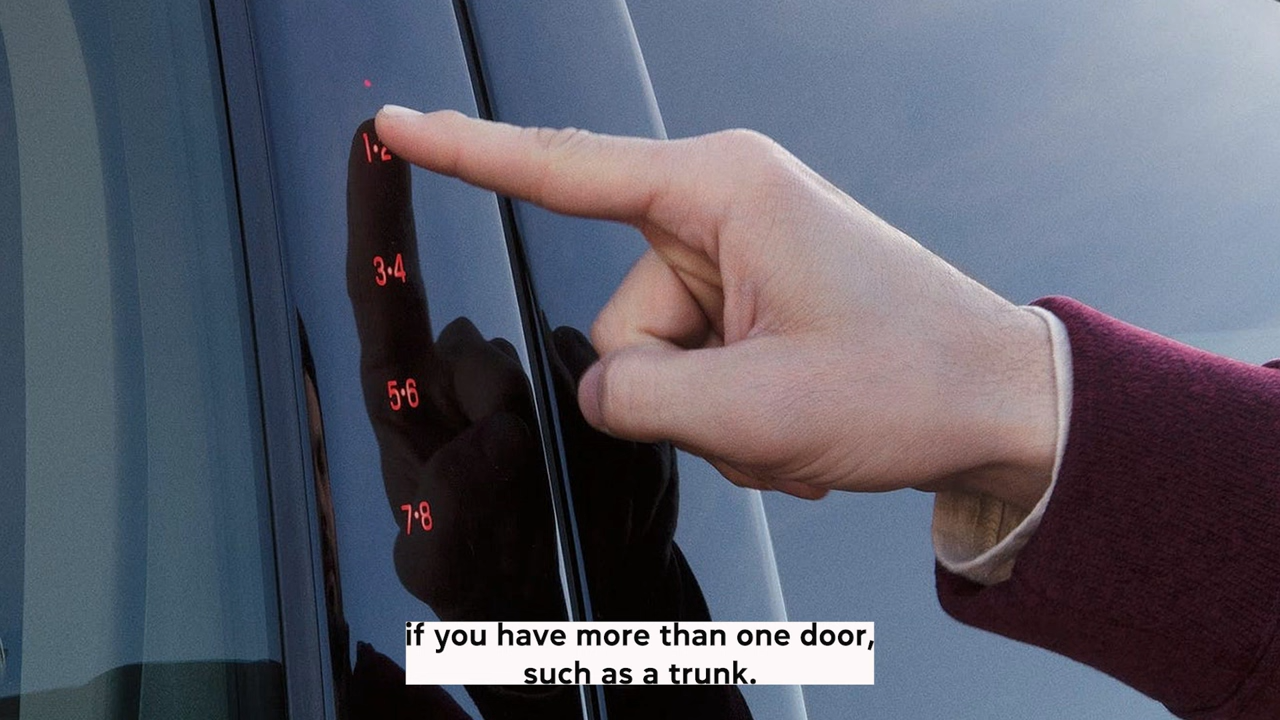 1•2
3•4
5•6
7•8
if you have more than one door,
such as a trunk.